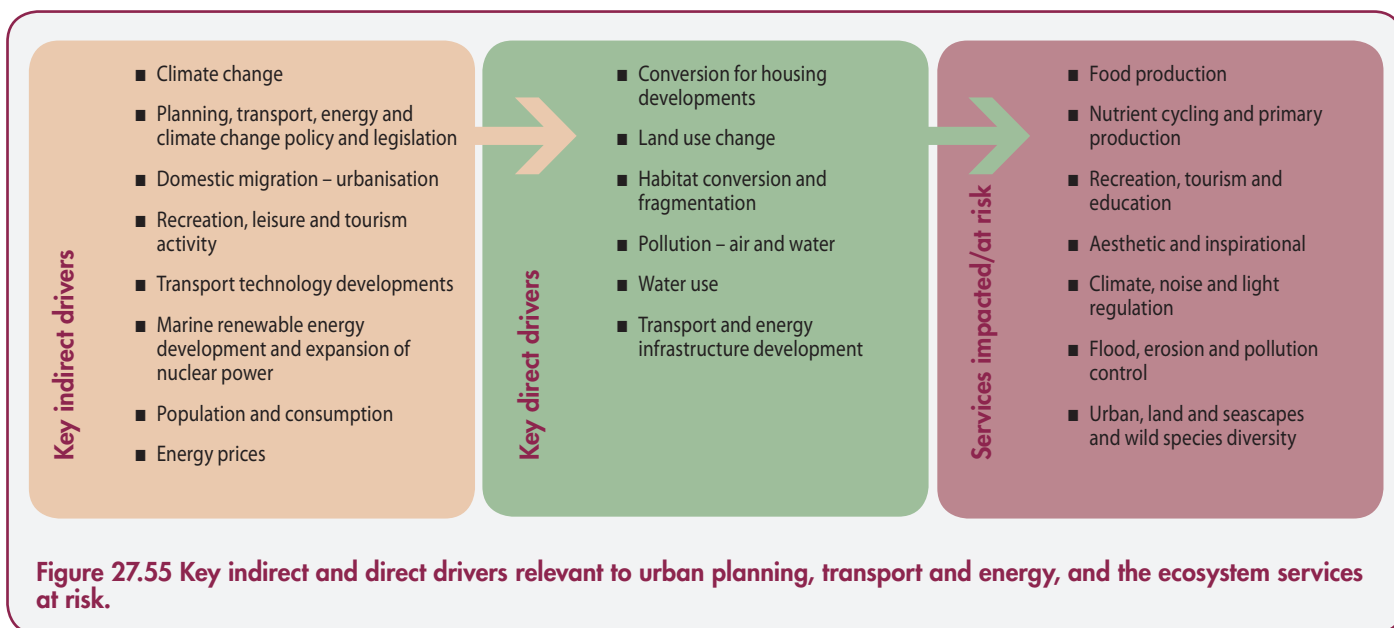 Key indirect drivers
■ Climate change
■ Planning, transport, energy and
climate change policy and legislation
■ Domestic migration – urbanisation
■ Recreation, leisure and tourism
activity
■ Transport technology developments
■ Marine renewable energy
development and expansion of
nuclear power
■ Population and consumption
■ Energy prices
Key direct drivers
■ Conversion for housing
developments
■ Land use change
■ Habitat conversion and
fragmentation
■ Pollution – air and water
■ Water use
■ Transport and energy
infrastructure development
Services impacted/at risk
■ Food production
■ Nutrient cycling and primary
production
■ Recreation, tourism and
education
■ Aesthetic and inspirational
■ Climate, noise and light
regulation
■ Flood, erosion and pollution
control
■ Urban, land and seascapes
and wild species diversity
Figure 27.55 Key indirect and direct drivers relevant to urban planning, transport and energy, and the ecosystem services
at risk.